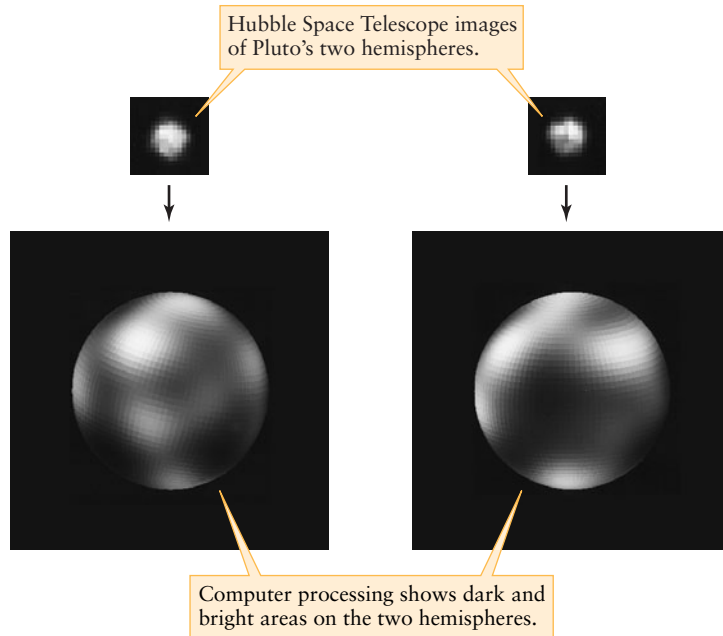 Hubble Space Telescope images
of Pluto's two hemispheres.
Computer processing shows dark and
bright areas on the two hemispheres.